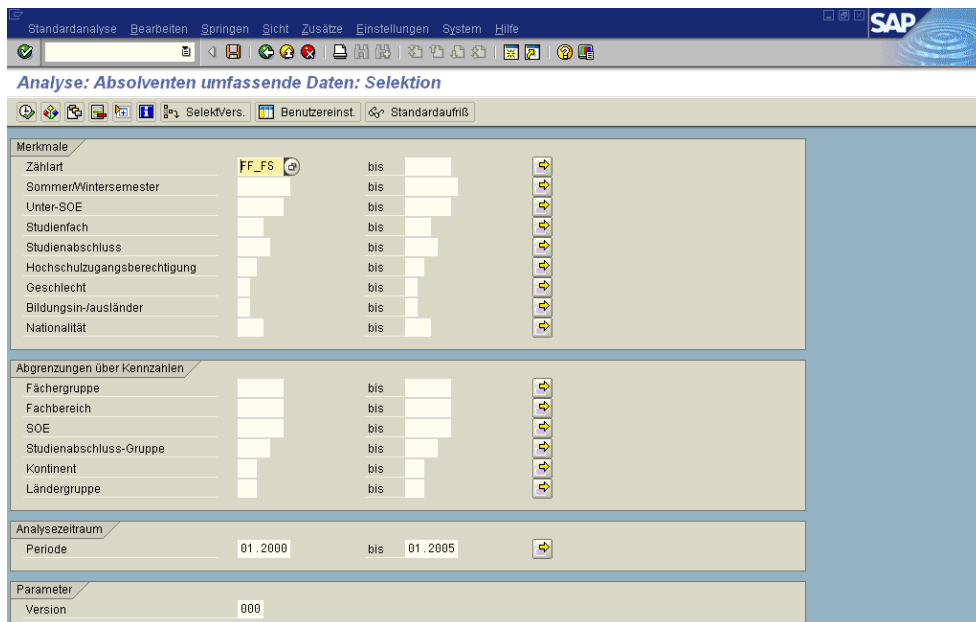 Standardanalyse Bearbeiten Springen Sicht Zusätze Einstellungen System Hilfe
SAP
Analyse: Absolventen umfassende Daten: Selektion
SelektVers. Benutzereinst. Standardaufriß
Merkmale
Zählart FF_FS bis
Sommer/Wintersemester bis
Unter-SOE bis
Studienfach bis
Studienabschluss bis
Hochschulzugangsberechtigung bis
Geschlecht bis
Bildungsin-/ausländer bis
Nationalität bis
Abgrenzungen über Kennzahlen
Fächergruppe bis
Fachbereich bis
SOE bis
Studienabschluss-Gruppe bis
Kontinent bis
Ländergruppe bis
Analysezeitraum
Periode 01.2000 bis 01.2005
Parameter
Version 000